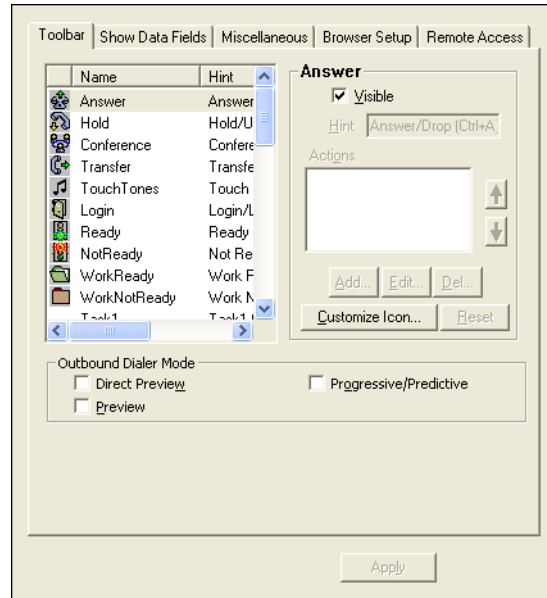 Toolbar Show Data Fields Miscellaneous Browser Setup Remote Access
Name Hint
Answer Answer
Hold Hold/U
Conference Confere
Transfer Transfe
TouchTones Touch
Login Login/L
Ready Ready
NotReady Not Re
WorkReady Work F
WorkNotReady Work N
Task1 Task1
Answer
Visible
Hint Answer/Drop (Ctrl+A
Actions
Add... Edit... Del...
Customize Icon... Reset
Outbound Dialer Mode
Direct Preview Progressive/Predictive
Preview
Apply